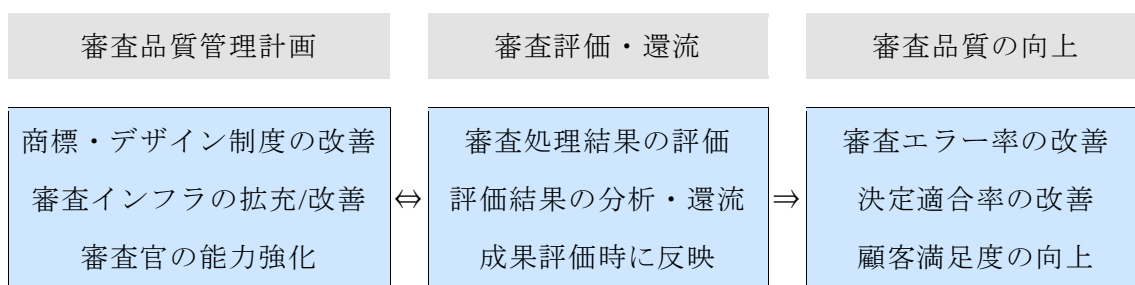 審査品質管理計画
審査評価・還流
審査品質の向上
商標・デザイン制度の改善
審査インフラの拡充/改善
審査官の能力強化
⇔
審査処理結果の評価
評価結果の分析・還流
成果評価時に反映
⇒
審査エラー率の改善
決定適合率の改善
顧客満足度の向上